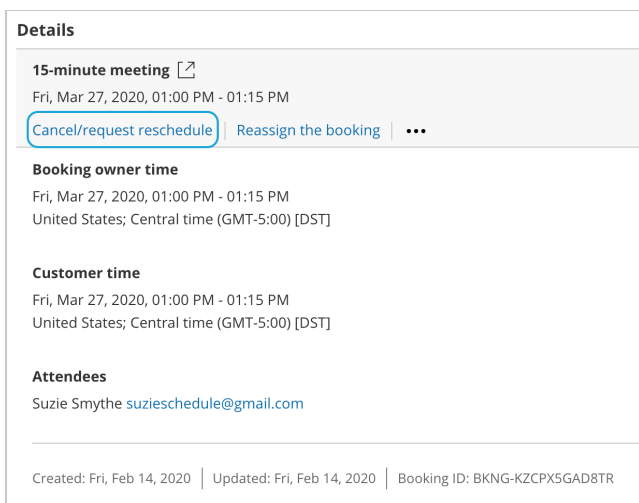 Details
15-minute meeting
Fri, Mar 27, 2020, 01:00 PM - 01:15 PM
Cancel/request reschedule | Reassign the booking | •••
Booking owner time
Fri, Mar 27, 2020, 01:00 PM - 01:15 PM
United States; Central time (GMT-5:00) [DST]
Customer time
Fri, Mar 27, 2020, 01:00 PM - 01:15 PM
United States; Central time (GMT-5:00) [DST]
Attendees
Suzie Smythe suzieschedule@gmail.com
Created: Fri, Feb 14, 2020 | Updated: Fri, Feb 14, 2020 | Booking ID: BKNG-KZCPX5GAD8TR